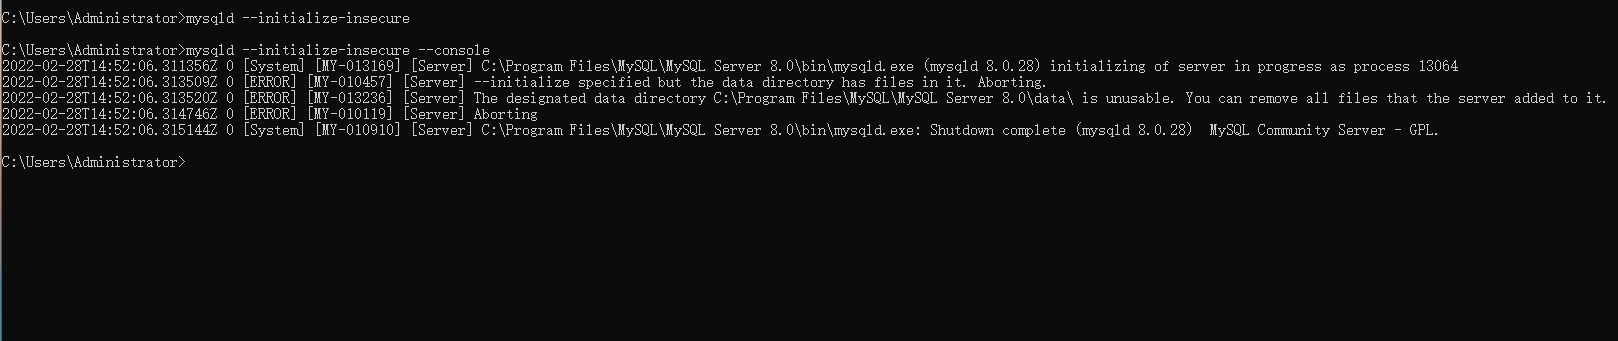 C:\Users\Administrator>mysqld --initialize-insecure
C:\Users\Administrator>mysqld --initialize-insecure --console
2022-02-28T14:52:06.311356Z 0 [System] [MY-013169] [Server] C:\Program Files\MySQL\MySQL Server 8.0\bin\mysqld.exe (mysqld 8.0.28) initializing of server in progress as process 13064
2022-02-28T14:52:06.313509Z 0 [ERROR] [MY-010457] [Server] --initialize specified but the data directory has files in it. Aborting.
2022-02-28T14:52:06.313520Z 0 [ERROR] [MY-013236] [Server] The designated data directory C:\Program Files\MySQL\MySQL Server 8.0\data\ is unusable. You can remove all files that the server added to it.
2022-02-28T14:52:06.314746Z 0 [ERROR] [MY-010119] [Server] Aborting
2022-02-28T14:52:06.315144Z 0 [System] [MY-010910] [Server] C:\Program Files\MySQL\MySQL Server 8.0\bin\mysqld.exe: Shutdown complete (mysqld 8.0.28)  MySQL Community Server - GPL.
C:\Users\Administrator>